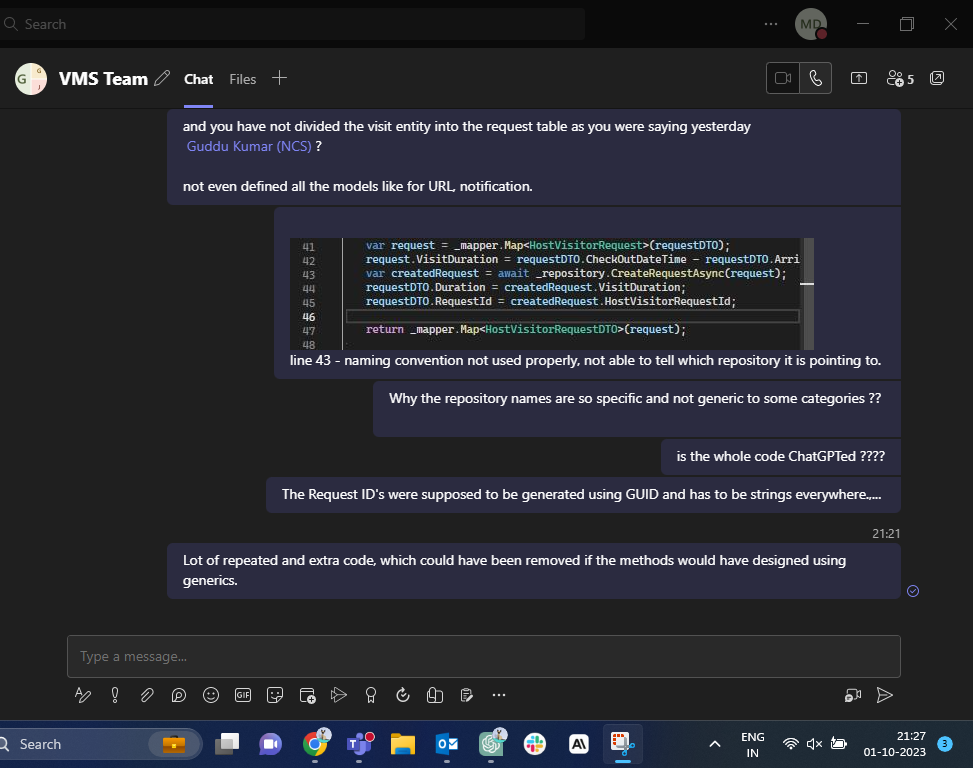 Search
MD
G
G
J
VMS Team
Chat
Files
5
and you have not divided the visit entity into the request table as you were saying yesterday
Guddu Kumar (NCS) ?
not even defined all the models like for URL, notification.
41 var request = _mapper.Map<HostVisitorRequest>(requestDTO);
42 request.VisitDuration = requestDTO.CheckOutDateTime - requestDTO.Arri
43 var createdRequest = await _repository.CreateRequestAsync(request);
44 requestDTO.Duration = createdRequest.VisitDuration;
45 requestDTO.RequestId = createdRequest.HostVisitorRequestId;
46
47 return _mapper.Map<HostVisitorRequestDTO>(request);
48
line 43 - naming convention not used properly, not able to tell which repository it is pointing to.
Why the repository names are so specific and not generic to some categories ??
is the whole code ChatGPTed ????
The Request ID's were supposed to be generated using GUID and has to be strings everywhere.,...
21:21
Lot of repeated and extra code, which could have been removed if the methods would have designed using
generics.
Type a message...
GIF
Search
ENG
IN
21:27
01-10-2023
3